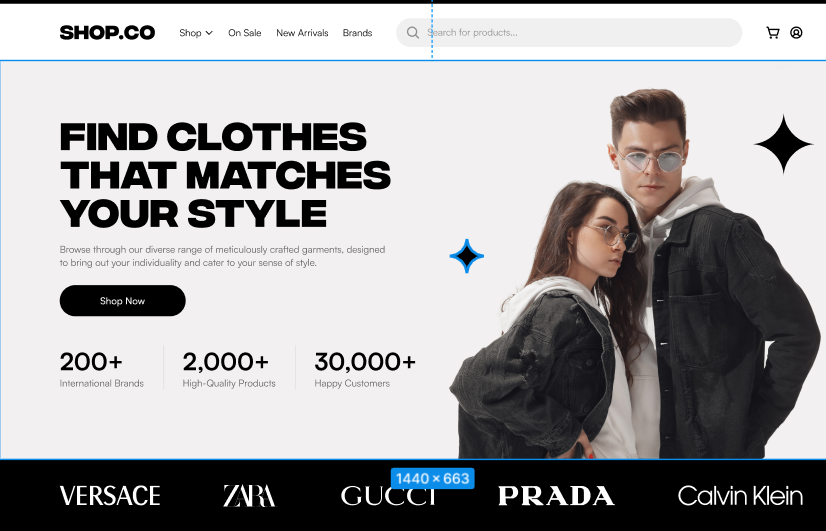 SHOP.CO
Shop
On Sale
New Arrivals
Brands
Search for products...
FIND CLOTHES
THAT MATCHES
YOUR STYLE
Browse through our diverse range of meticulously crafted garments, designed
to bring out your individuality and cater to your sense of style.
Shop Now
200+
International Brands
2,000+
High-Quality Products
30,000+
Happy Customers
1440 × 663
VERSACE
ZARA
GUCCI
PRADA
Calvin Klein